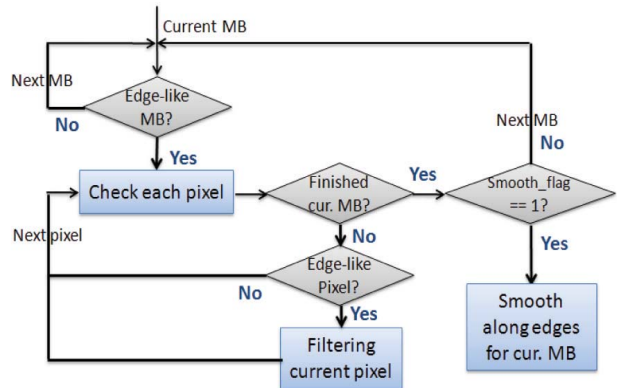 Current MB
Next MB
Edge-like
MB?
No
Yes
Next MB
No
Check each pixel
Finished
cur. MB?
Yes
Smooth_flag
== 1?
Next pixel
No
Yes
Edge-like
Pixel?
No
Yes
Smooth
along edges
for cur. MB
Filtering
current pixel